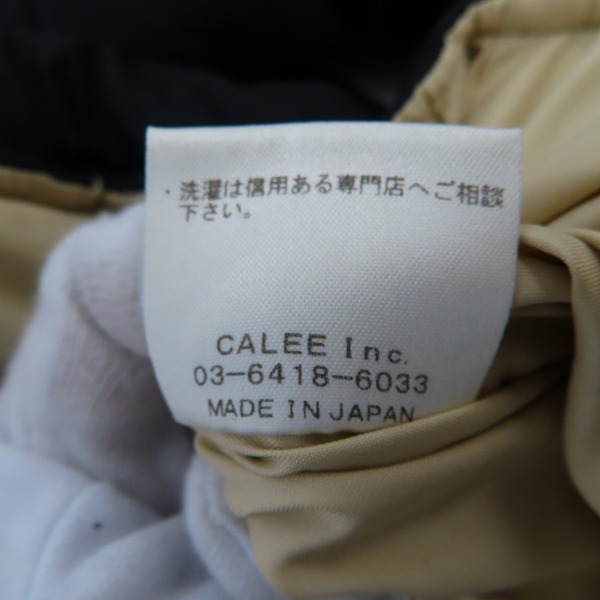 ・洗濯は信用ある専門店へご相談
下さい。
CALEE Inc.
03-6418-6033
MADE IN JAPAN